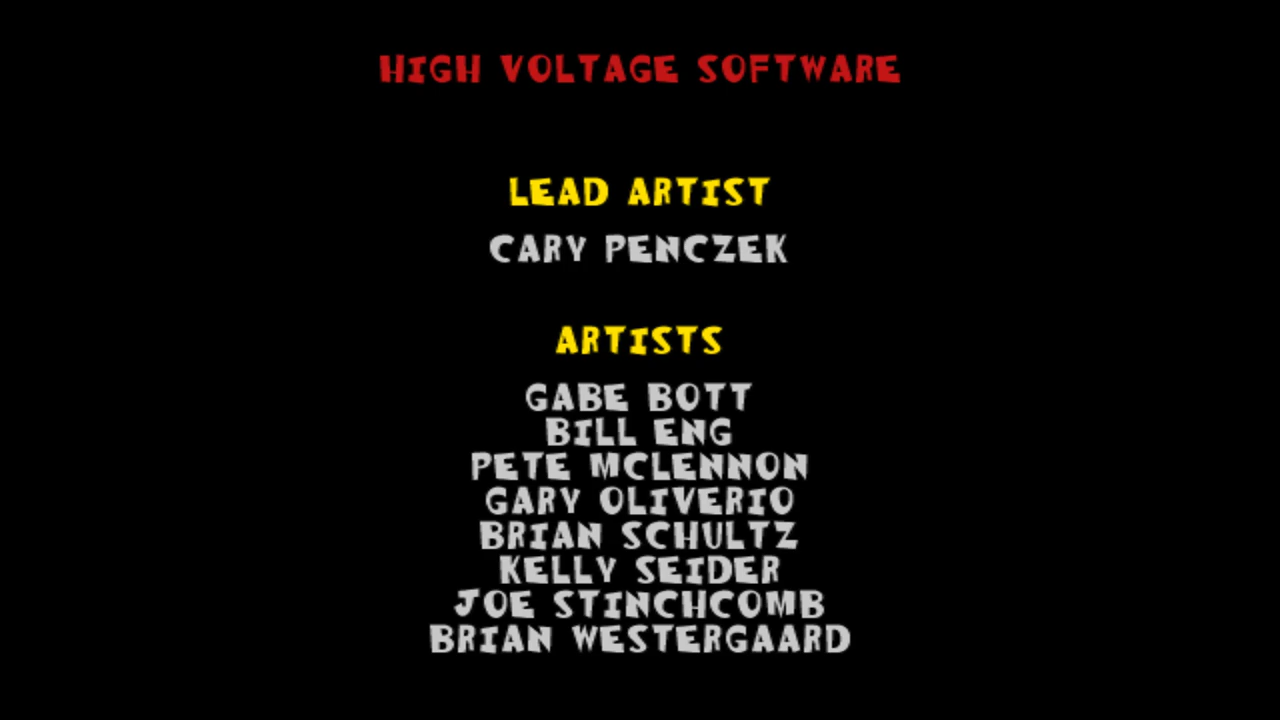 HIGH VOLTAGE SOFTWARE
LEAD ARTIST
CARY PENCZEK
ARTISTS
GABE BOTT
BILL ENG
PETE MCLENNON
GARY OLIVERIO
BRIAN SCHULTZ
KELLY SEIDER
JOE STINCHCOMB
BRIAN WESTERGAARD